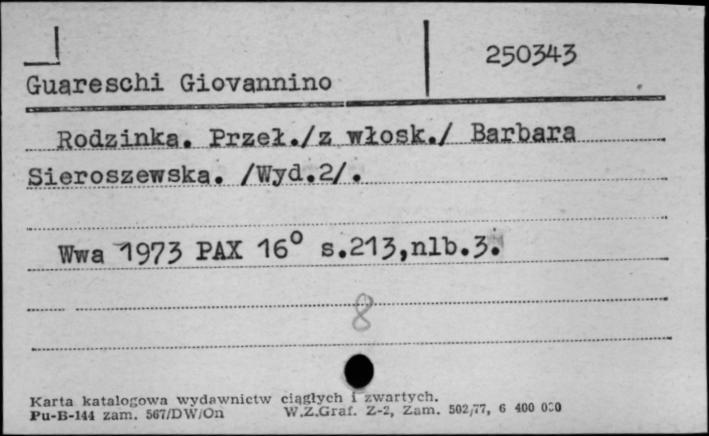 250343
Guareschi Giovannino
Rodzinka. Przeł./z włosk./ Barbara
Sieroszewska. /Wyd.2/.
Wwa 1973 PAX 16° s.213,nlb.3.
8
Karta katalogowa wydawnictw ciągłych i zwartych.
Pu-B-144 zam. 567/DW/On W.Z.Graf. Z-2, Zam. 502/77, 6 400 000